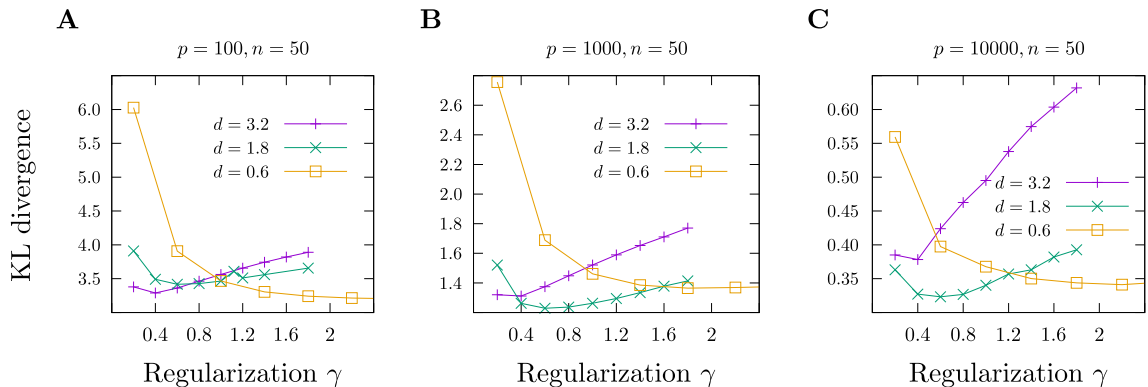 A
p = 100, n = 50
KL divergence
6.0
5.5
5.0
4.5
4.0
3.5
d = 3.2
d = 1.8
d = 0.6
0.4 0.8 1.2 1.6 2
Regularization γ
B
p = 1000, n = 50
2.6
2.4
2.2
2.0
1.8
1.6
1.4
d = 3.2
d = 1.8
d = 0.6
0.4 0.8 1.2 1.6 2
Regularization γ
C
p = 10000, n = 50
0.60
0.55
0.50
0.45
0.40
0.35
d = 3.2
d = 1.8
d = 0.6
0.4 0.8 1.2 1.6 2
Regularization γ